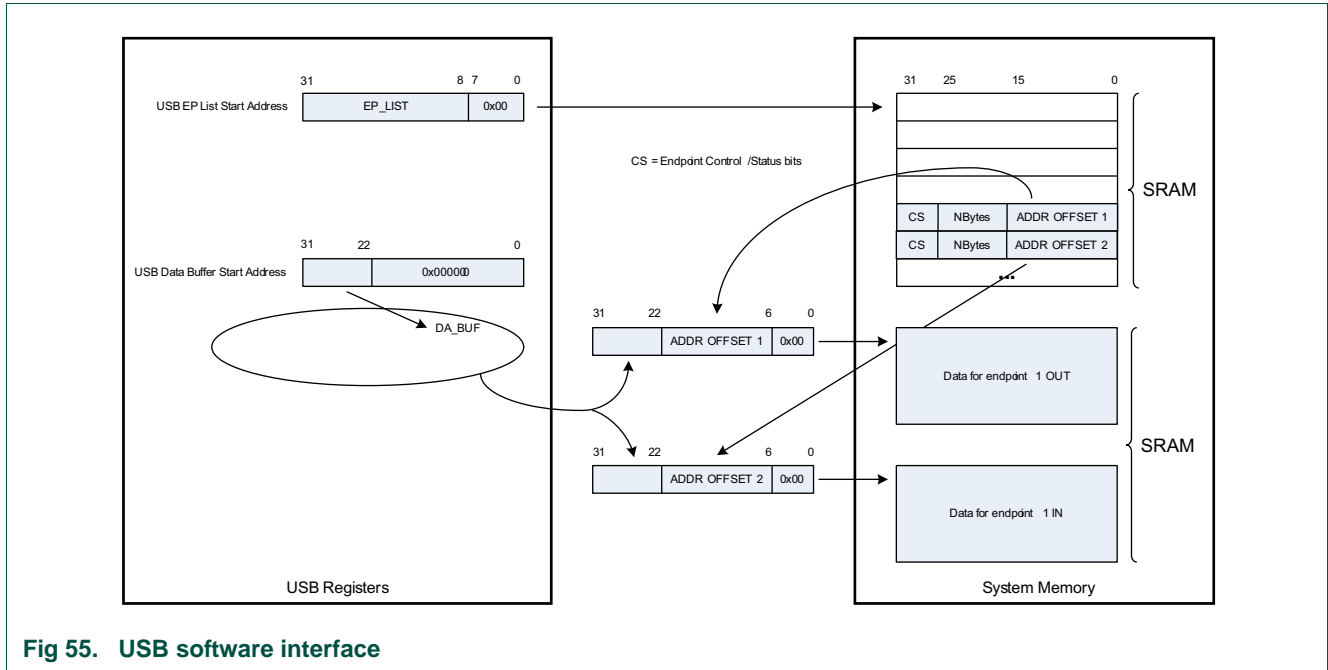 31 8 7 0
USB EP List Start Address EP_LIST 0x00
31 25 15 0
CS = Endpoint Control /Status bits
SRAM
CS NBytes ADDR OFFSET 1
CS NBytes ADDR OFFSET 2
...
31 22 0
USB Data Buffer Start Address 0x000000
DA_BUF
31 22 6 0
ADDR OFFSET 1 0x00
Data for endpoint 1 OUT
SRAM
31 22 6 0
ADDR OFFSET 2 0x00
Data for endpoint 1 IN
USB Registers
System Memory
Fig 55. USB software interface